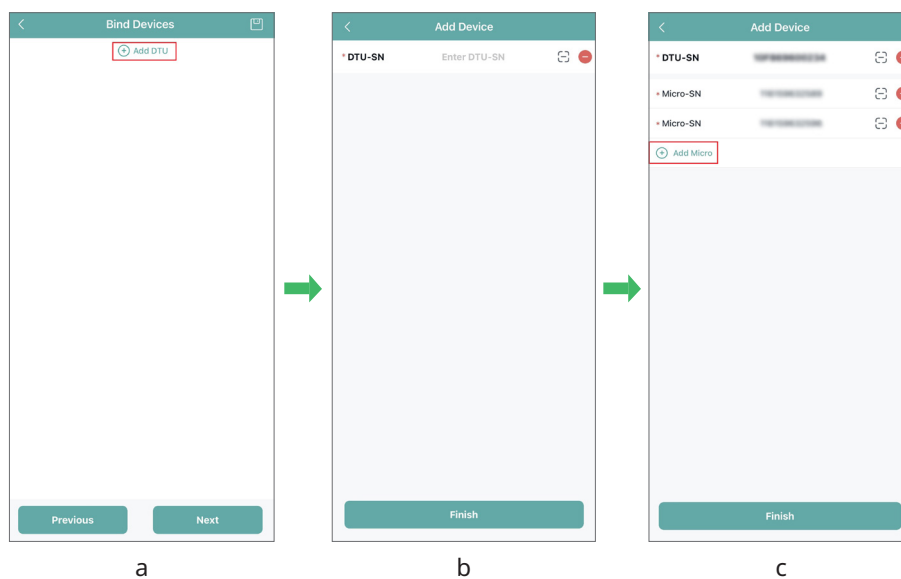 Bind Devices
Add DTU
Previous
Next
a
Add Device
* DTU-SN Enter DTU-SN
Finish
b
Add Device
* DTU-SN
* Micro-SN
* Micro-SN
Add Micro
Finish
c